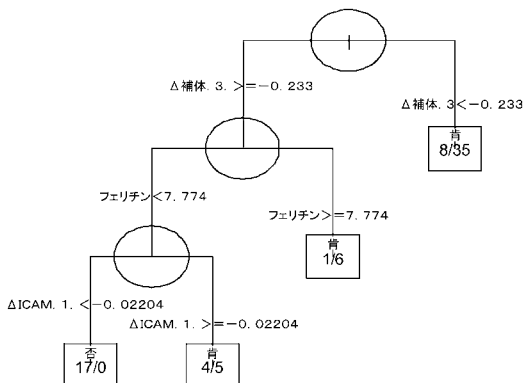 Δ補体. 3. >=-0. 233
Δ補体. 3<-0. 233
肯
8/35
フェリチン<7. 774
フェリチン>=7. 774
肯
1/6
ΔICAM. 1. <-0. 02204
ΔICAM. 1. >=-0. 02204
否
17/0
肯
4/5